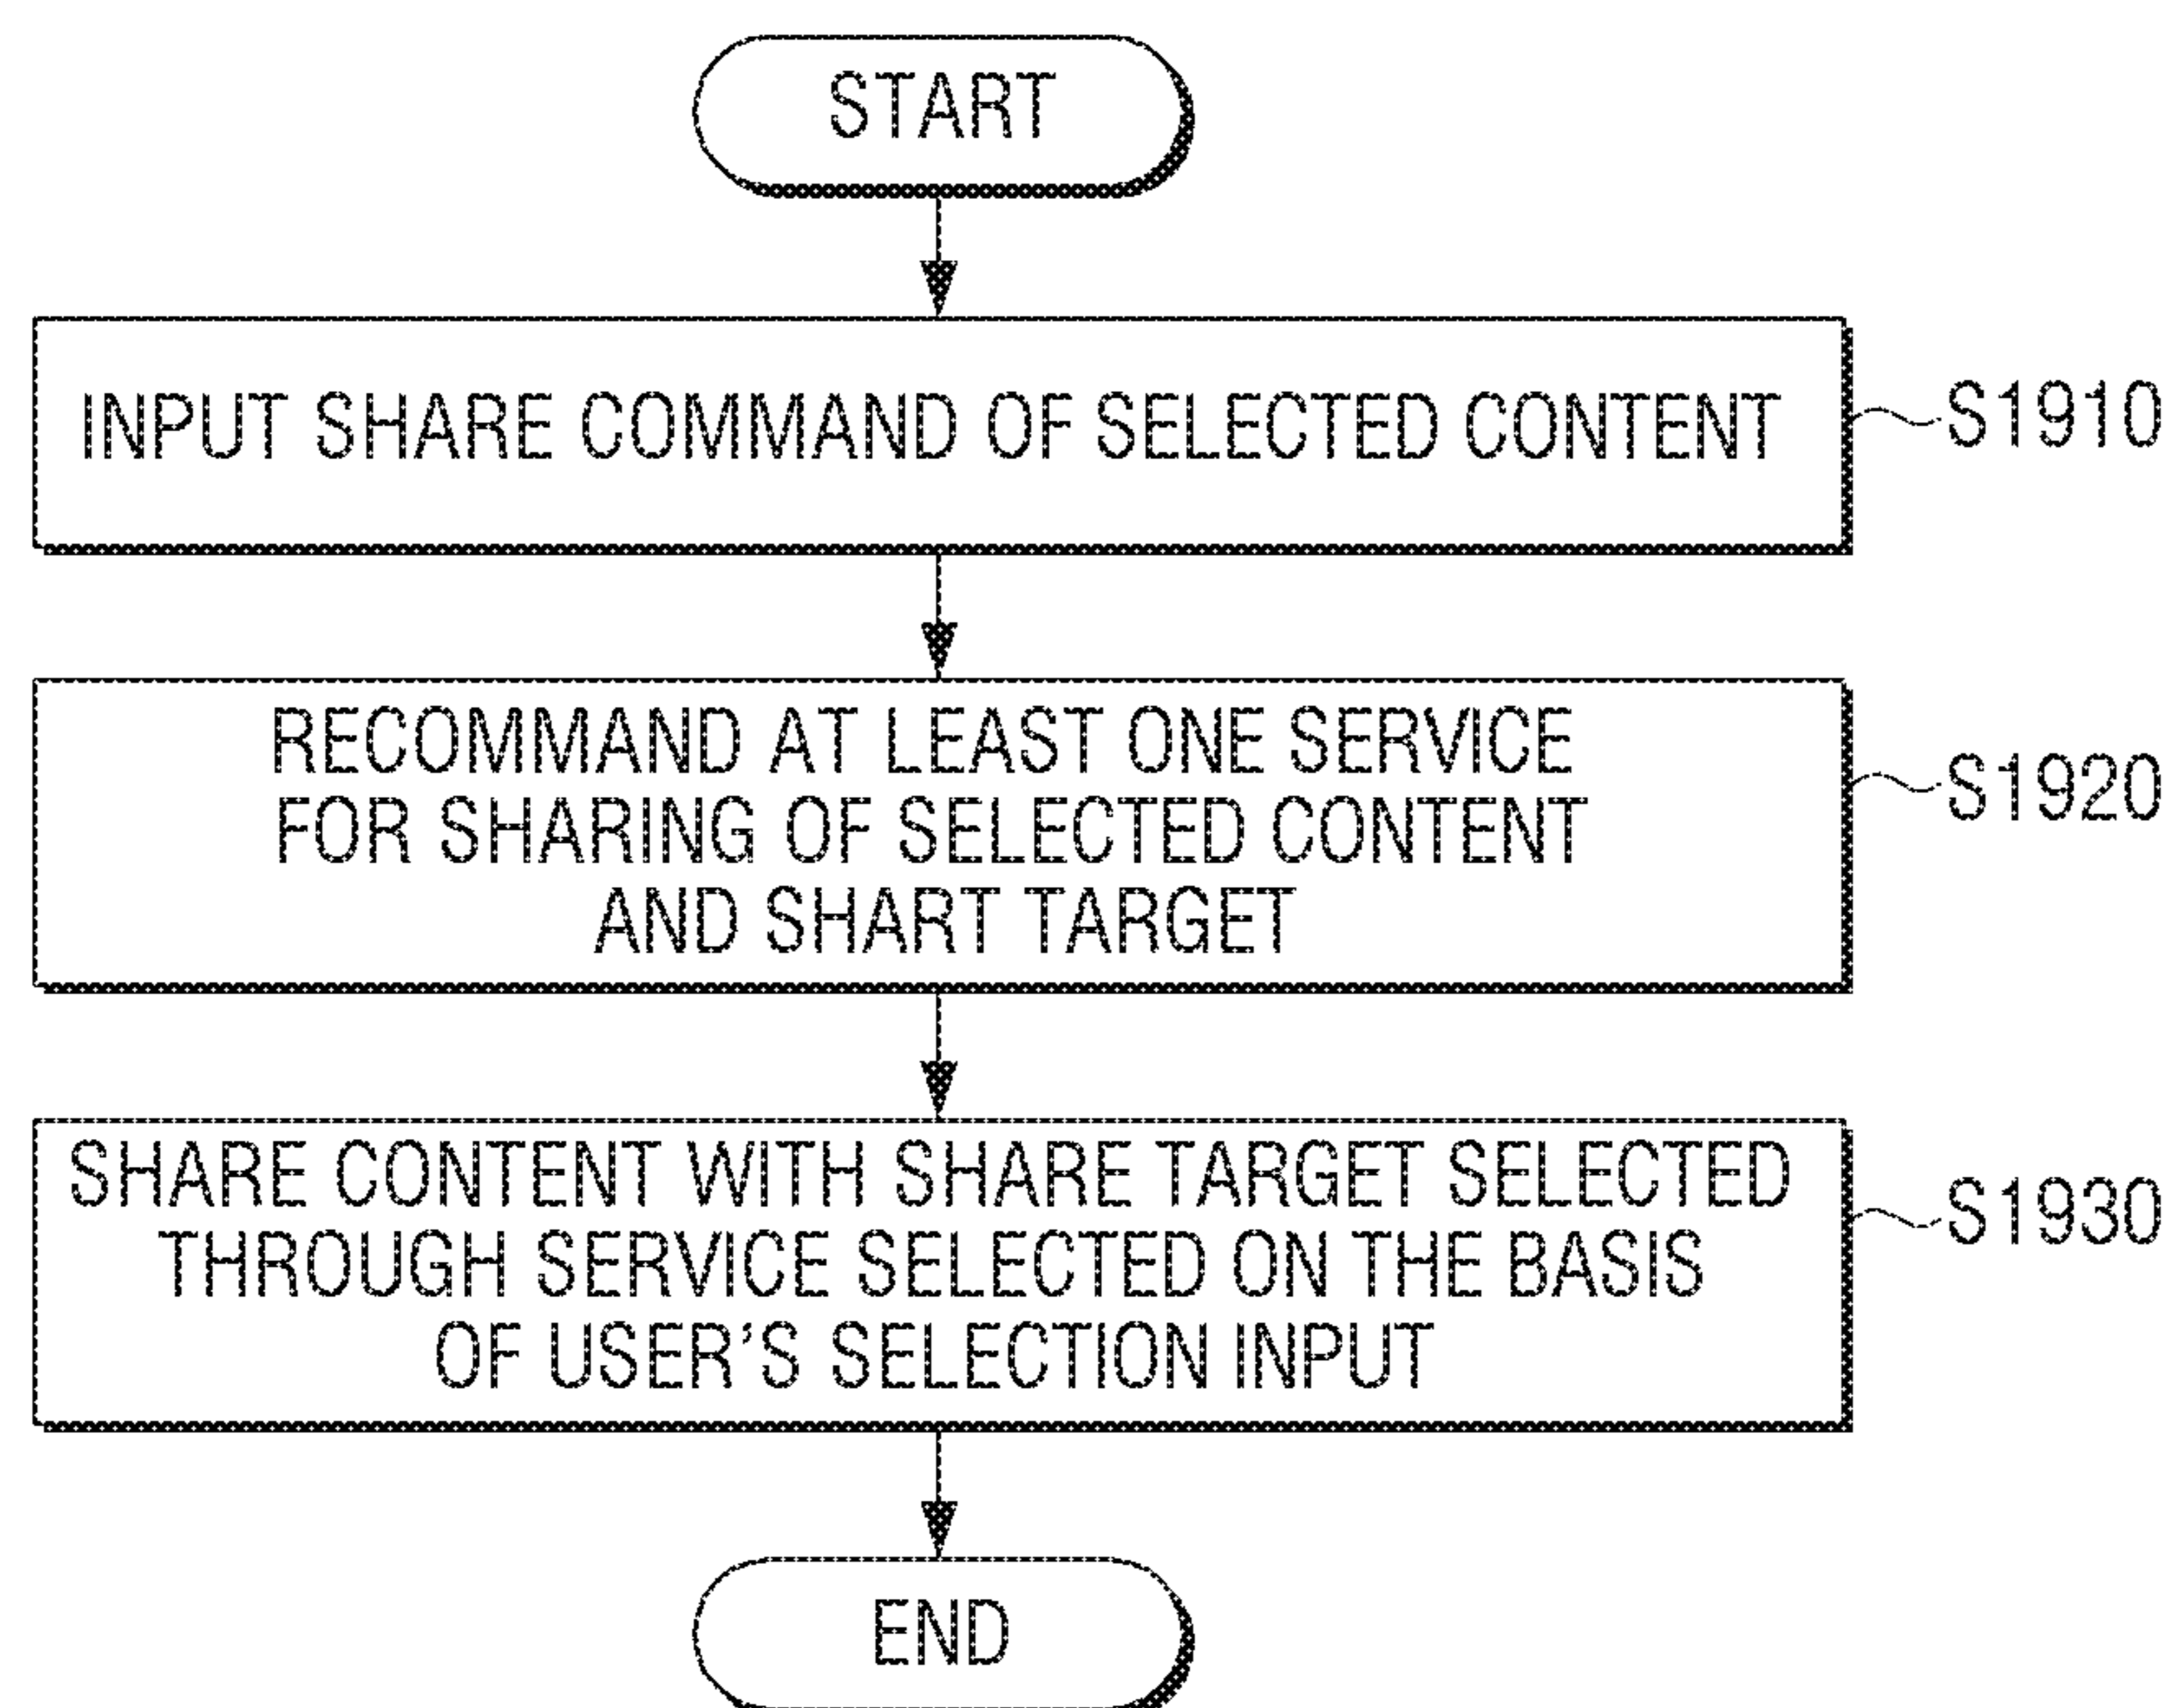 START
INPUT SHARE COMMAND OF SELECTED CONTENT
S1910
RECOMMAND AT LEAST ONE SERVICE
FOR SHARING OF SELECTED CONTENT
AND SHART TARGET
S1920
SHARE CONTENT WITH SHARE TARGET SELECTED
THROUGH SERVICE SELECTED ON THE BASIS
OF USER'S SELECTION INPUT
S1930
END